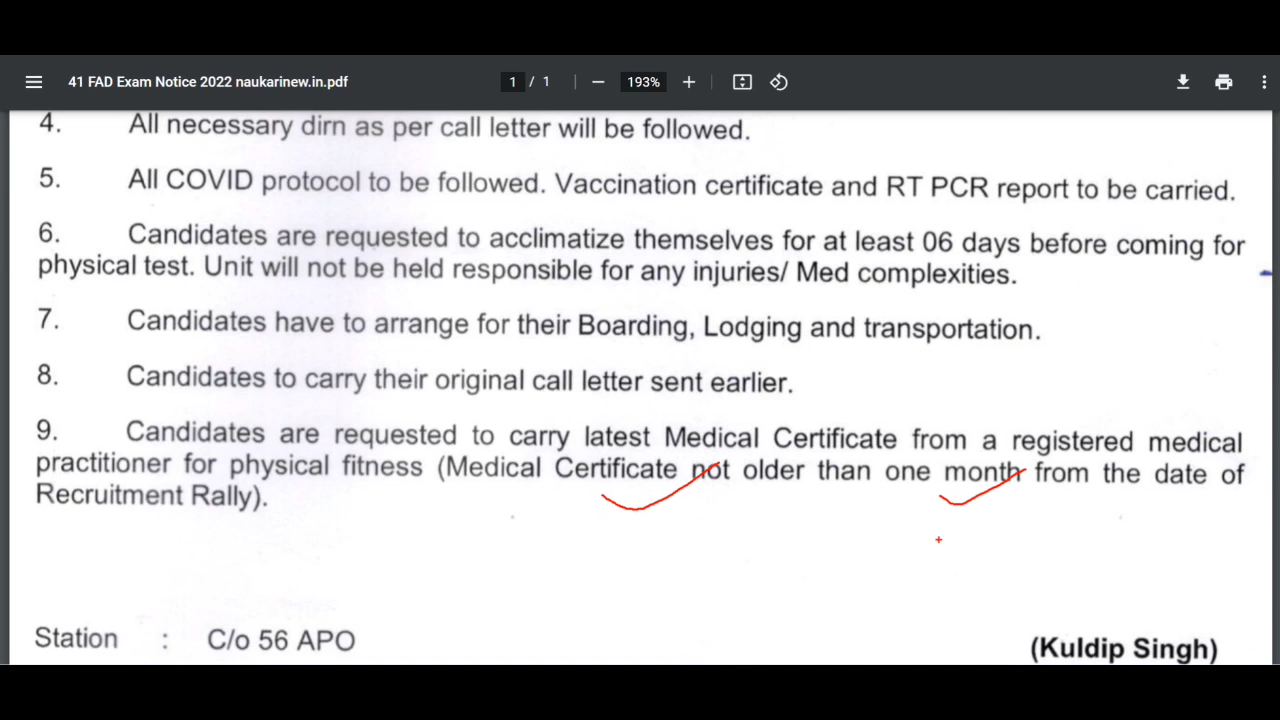 41 FAD Exam Notice 2022 naukarinew.in.pdf 1 / 1 193%
4. All necessary dirn as per call letter will be followed.
5. All COVID protocol to be followed. Vaccination certificate and RT PCR report to be carried.
6. Candidates are requested to acclimatize themselves for at least 06 days before coming for
physical test. Unit will not be held responsible for any injuries/ Med complexities.
7. Candidates have to arrange for their Boarding, Lodging and transportation.
8. Candidates to carry their original call letter sent earlier.
9. Candidates are requested to carry latest Medical Certificate from a registered medical
practitioner for physical fitness (Medical Certificate not older than one month from the date of
Recruitment Rally).
Station : C/o 56 APO
(Kuldip Singh)